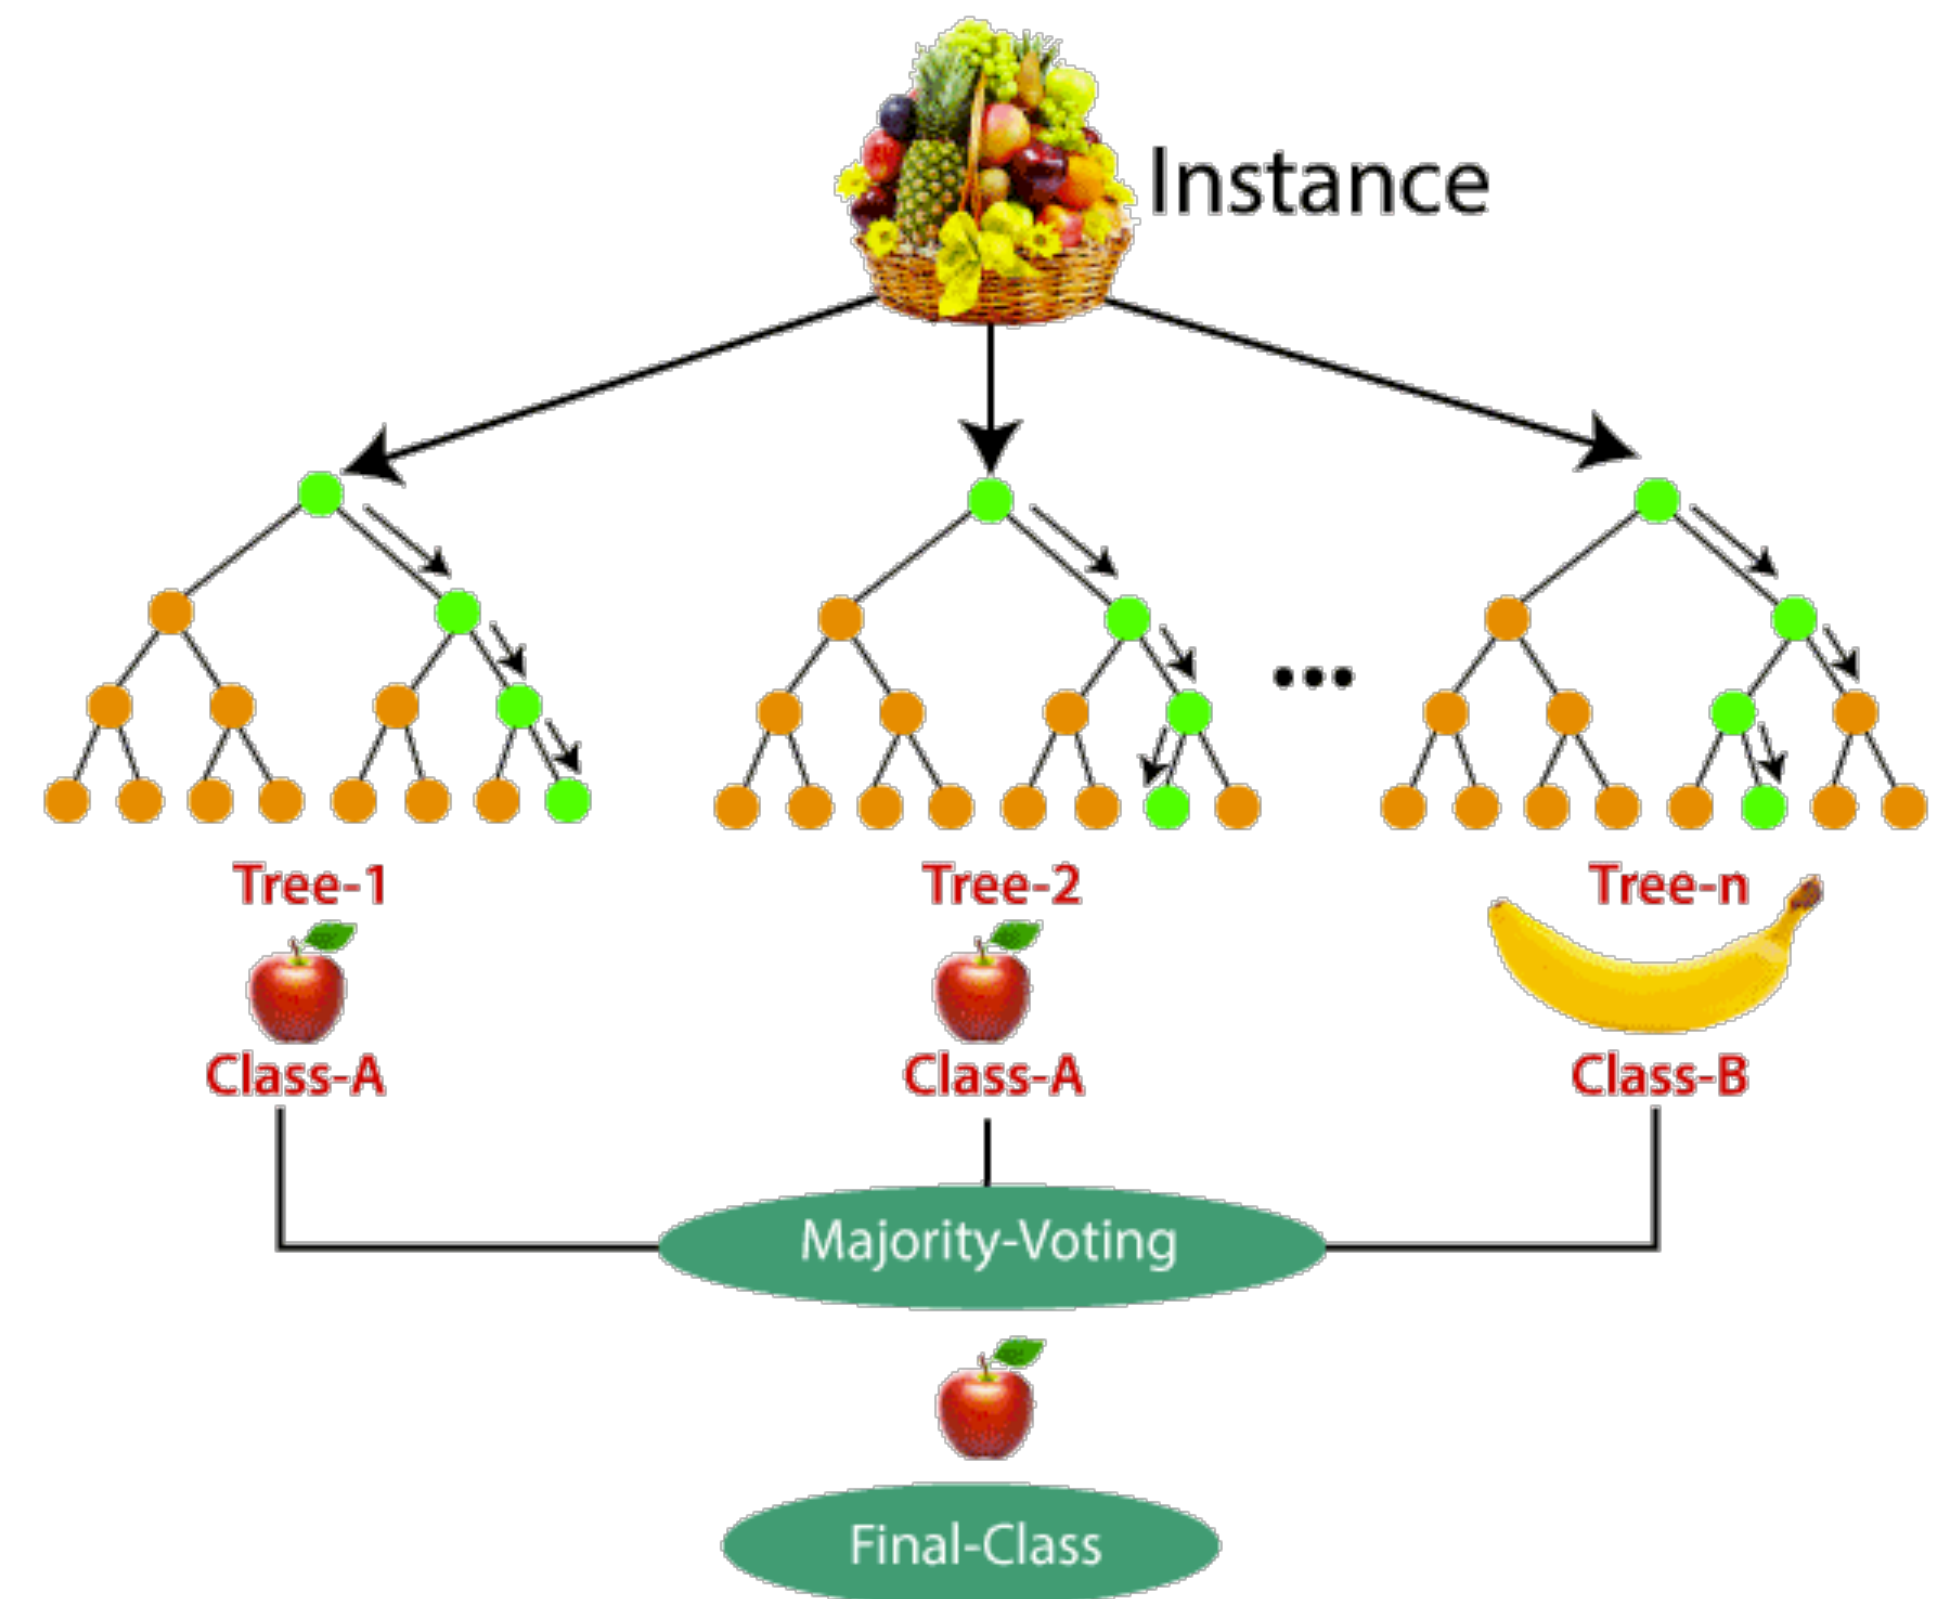 Instance
...
Tree-1
Tree-2
Tree-n
Class-A
Class-A
Class-B
Majority-Voting
Final-Class